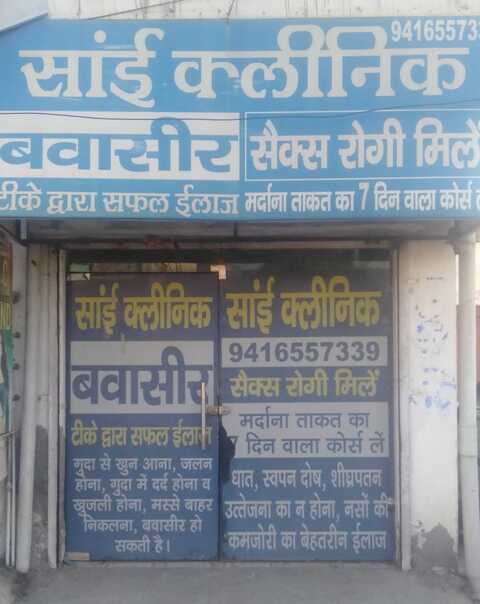 94165573
सांई क्लीनिक
बवासीर
टीके द्वारा सफल ईलाज
सैक्स रोगी मिलें
मर्दाना ताकत का 7 दिन वाला कोर्स
सांई क्लीनिक
बवासीर
टीके द्वारा सफल ईलाज
गुदा से खुन आना, जलन
होना, गुदा में दर्द होना व
खुजली होना, मस्से बाहर
निकलना, बवासीर हो
सकती है।
सांई क्लीनिक
9416557339
सैक्स रोगी मिलें
मर्दाना ताकत का
7 दिन वाला कोर्स लें
धात, स्वपन दोष, शीघ्रपतन
उत्तेजना का न होना, नसों की
कमजोरी का बेहतरीन ईलाज